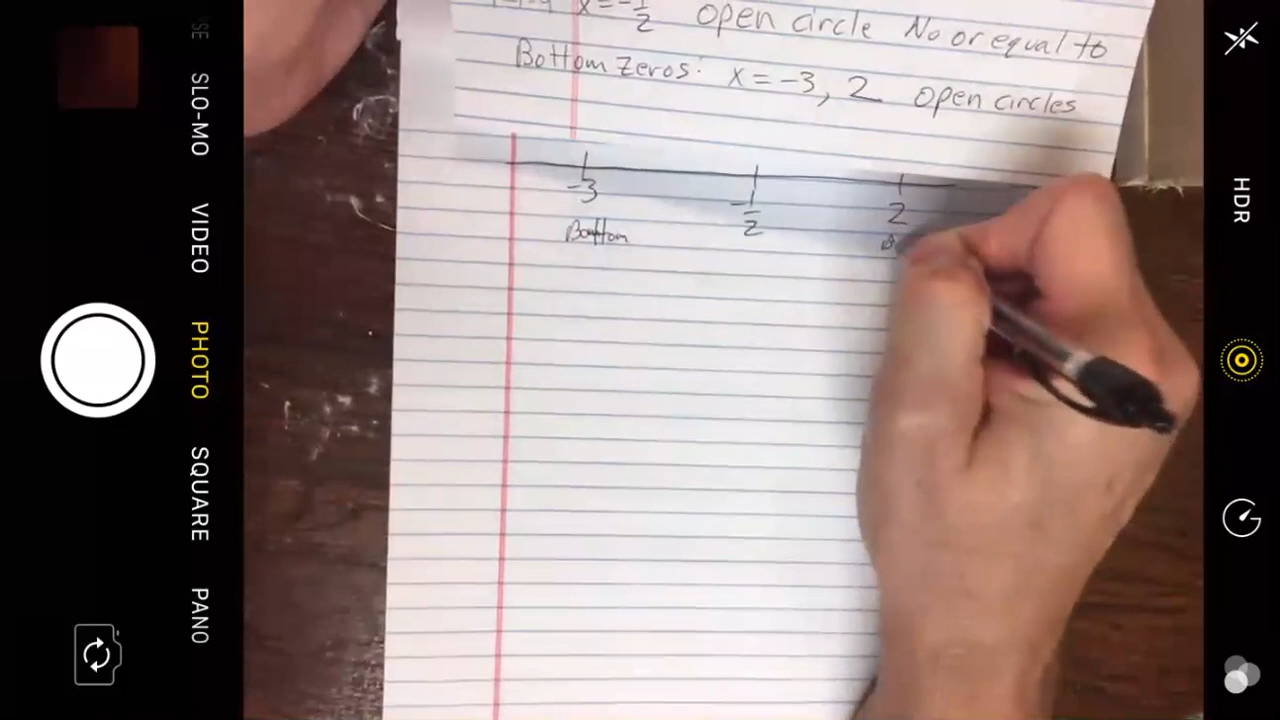 x = -1/2 open circle No or equal to
Bottom zeros: x = -3, 2 open circles
-3 -1/2 2
Bottom B
SE
SLO-MO
VIDEO
PHOTO
SQUARE
PANO
HDR